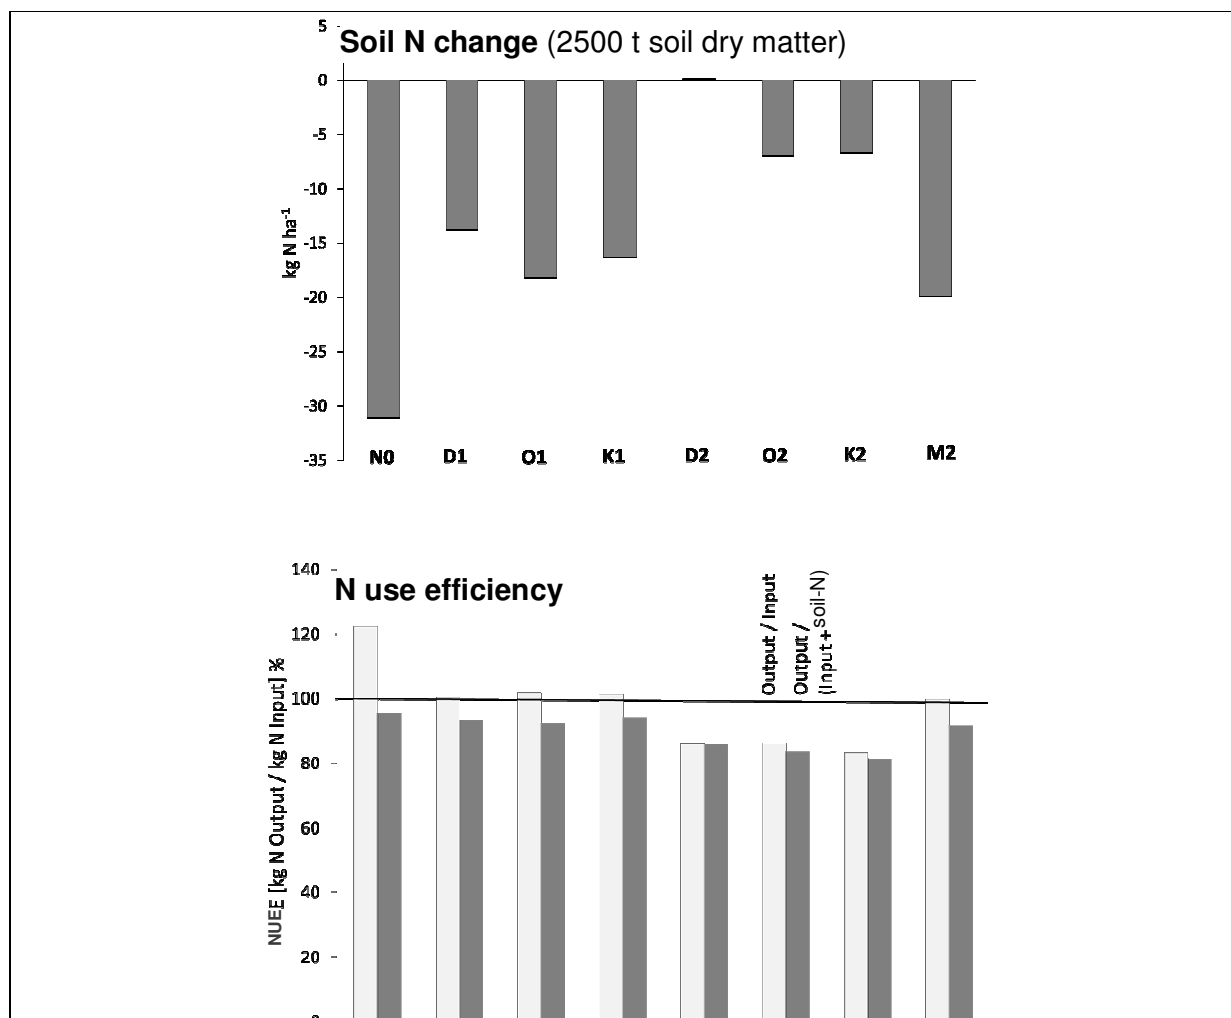 5
Soil N change (2500 t soil dry matter)
0
-5
-10
-15
-20
-25
-30
-35
kg N ha⁻¹
N0 D1 O1 K1 D2 O2 K2 M2
140
N use efficiency
120
100
80
60
40
20
0
NUEE [kg N Output / kg N Input] %
Output / Input
Output /
(Input + soil-N)